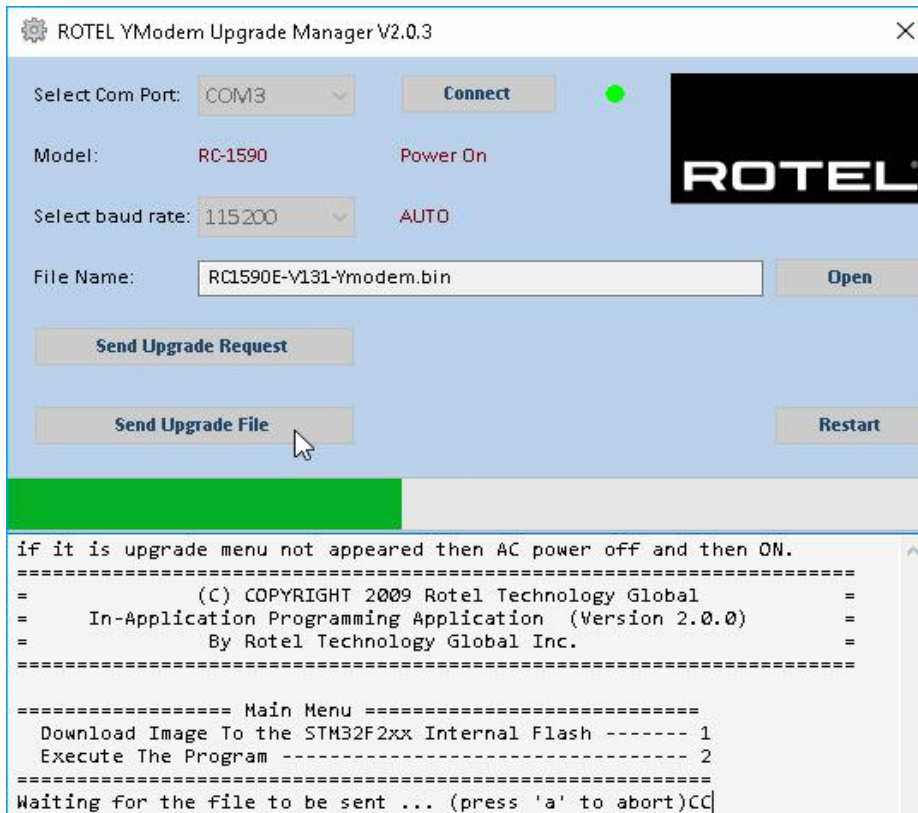 ROTEL YModem Upgrade Manager V2.0.3
Select Com Port: COM3 Connect
ROTEL
Model: RC-1590 Power On
Select baud rate: 115200 AUTO
File Name: RC1590E-V131-Ymodem.bin Open
Send Upgrade Request
Send Upgrade File Restart
if it is upgrade menu not appeared then AC power off and then ON.
=======================================================================
= (C) COPYRIGHT 2009 Rotel Technology Global =
= In-Application Programming Application (Version 2.0.0) =
= By Rotel Technology Global Inc. =
=======================================================================
================== Main Menu ============================
Download Image To the STM32F2xx Internal Flash ------- 1
Execute The Program ---------------------------------- 2
===========================================================
Waiting for the file to be sent ... (press 'a' to abort)CC